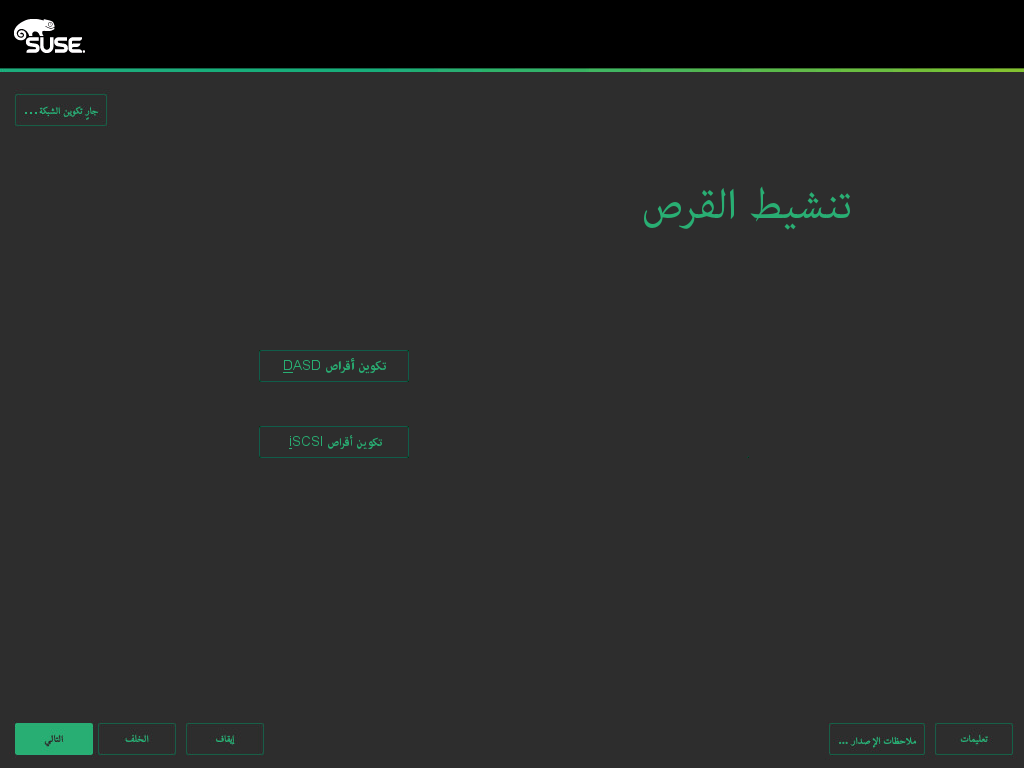 SUSE
جارٍ تكوين الشبكة...
تنشيط القرص
تكوين أقراص DASD
تكوين أقراص iSCSI
تعليمات
ملاحظات الإصدار ...
إيقاف
الخلف
التالي